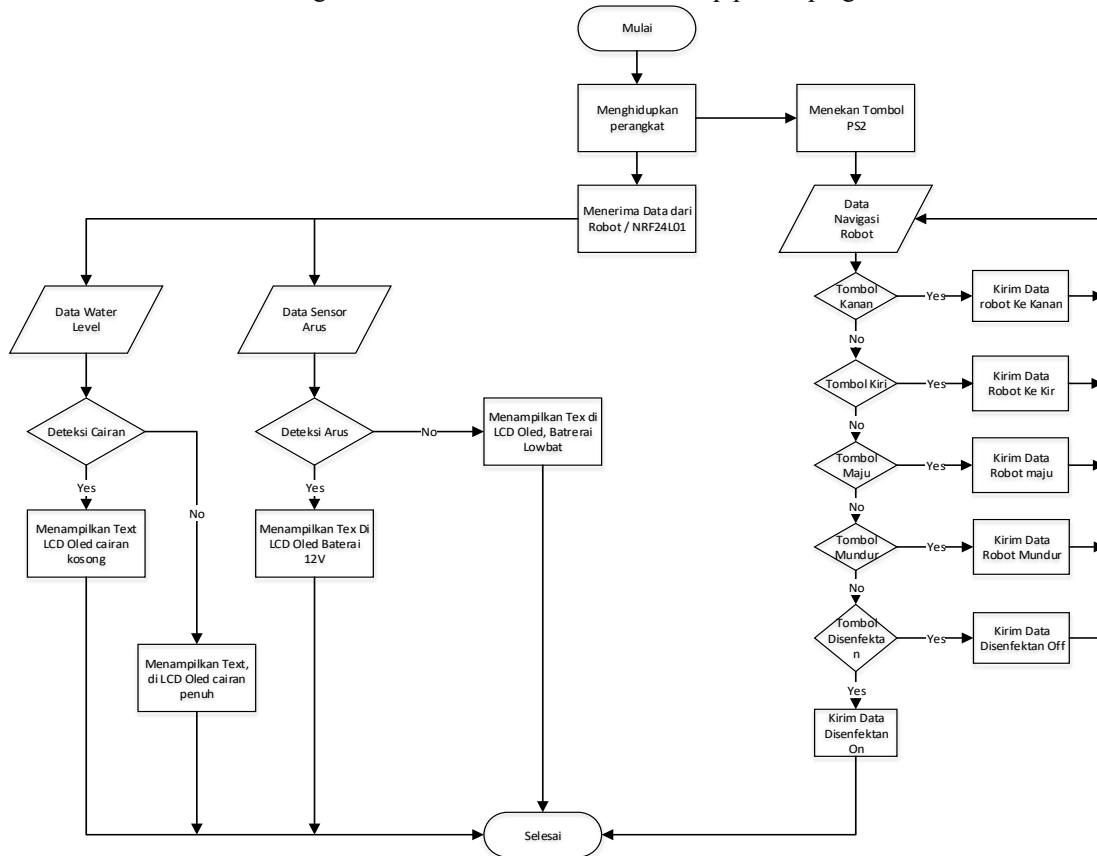 Mulai
Menghidupkan
perangkat
Menekan Tombol
PS2
Menerima Data dari
Robot / NRF24L01
Data
Navigasi
Robot
Data Water
Level
Data Sensor
Arus
Tombol
Kanan
Yes
Kirim Data
robot Ke Kanan
No
Tombol Kiri
Yes
Kirim Data
Robot Ke Kir
No
Deteksi Cairan
Deteksi Arus
No
Menampilkan Tex di
LCD Oled, Batrerai
Lowbat
Tombol
Maju
Yes
Kirim Data
Robot maju
No
Yes
No
Yes
Menampilkan Text
LCD Oled cairan
kosong
Menampilkan Tex Di
LCD Oled Baterai
12V
Tombol
Mundur
Yes
Kirim Data
Robot Mundur
No
Tombol
Disenfekta
n
Yes
Kirim Data
Disenfektan Off
Menampilkan Text,
di LCD Oled cairan
penuh
Yes
Kirim Data
Disenfektan
On
Selesai